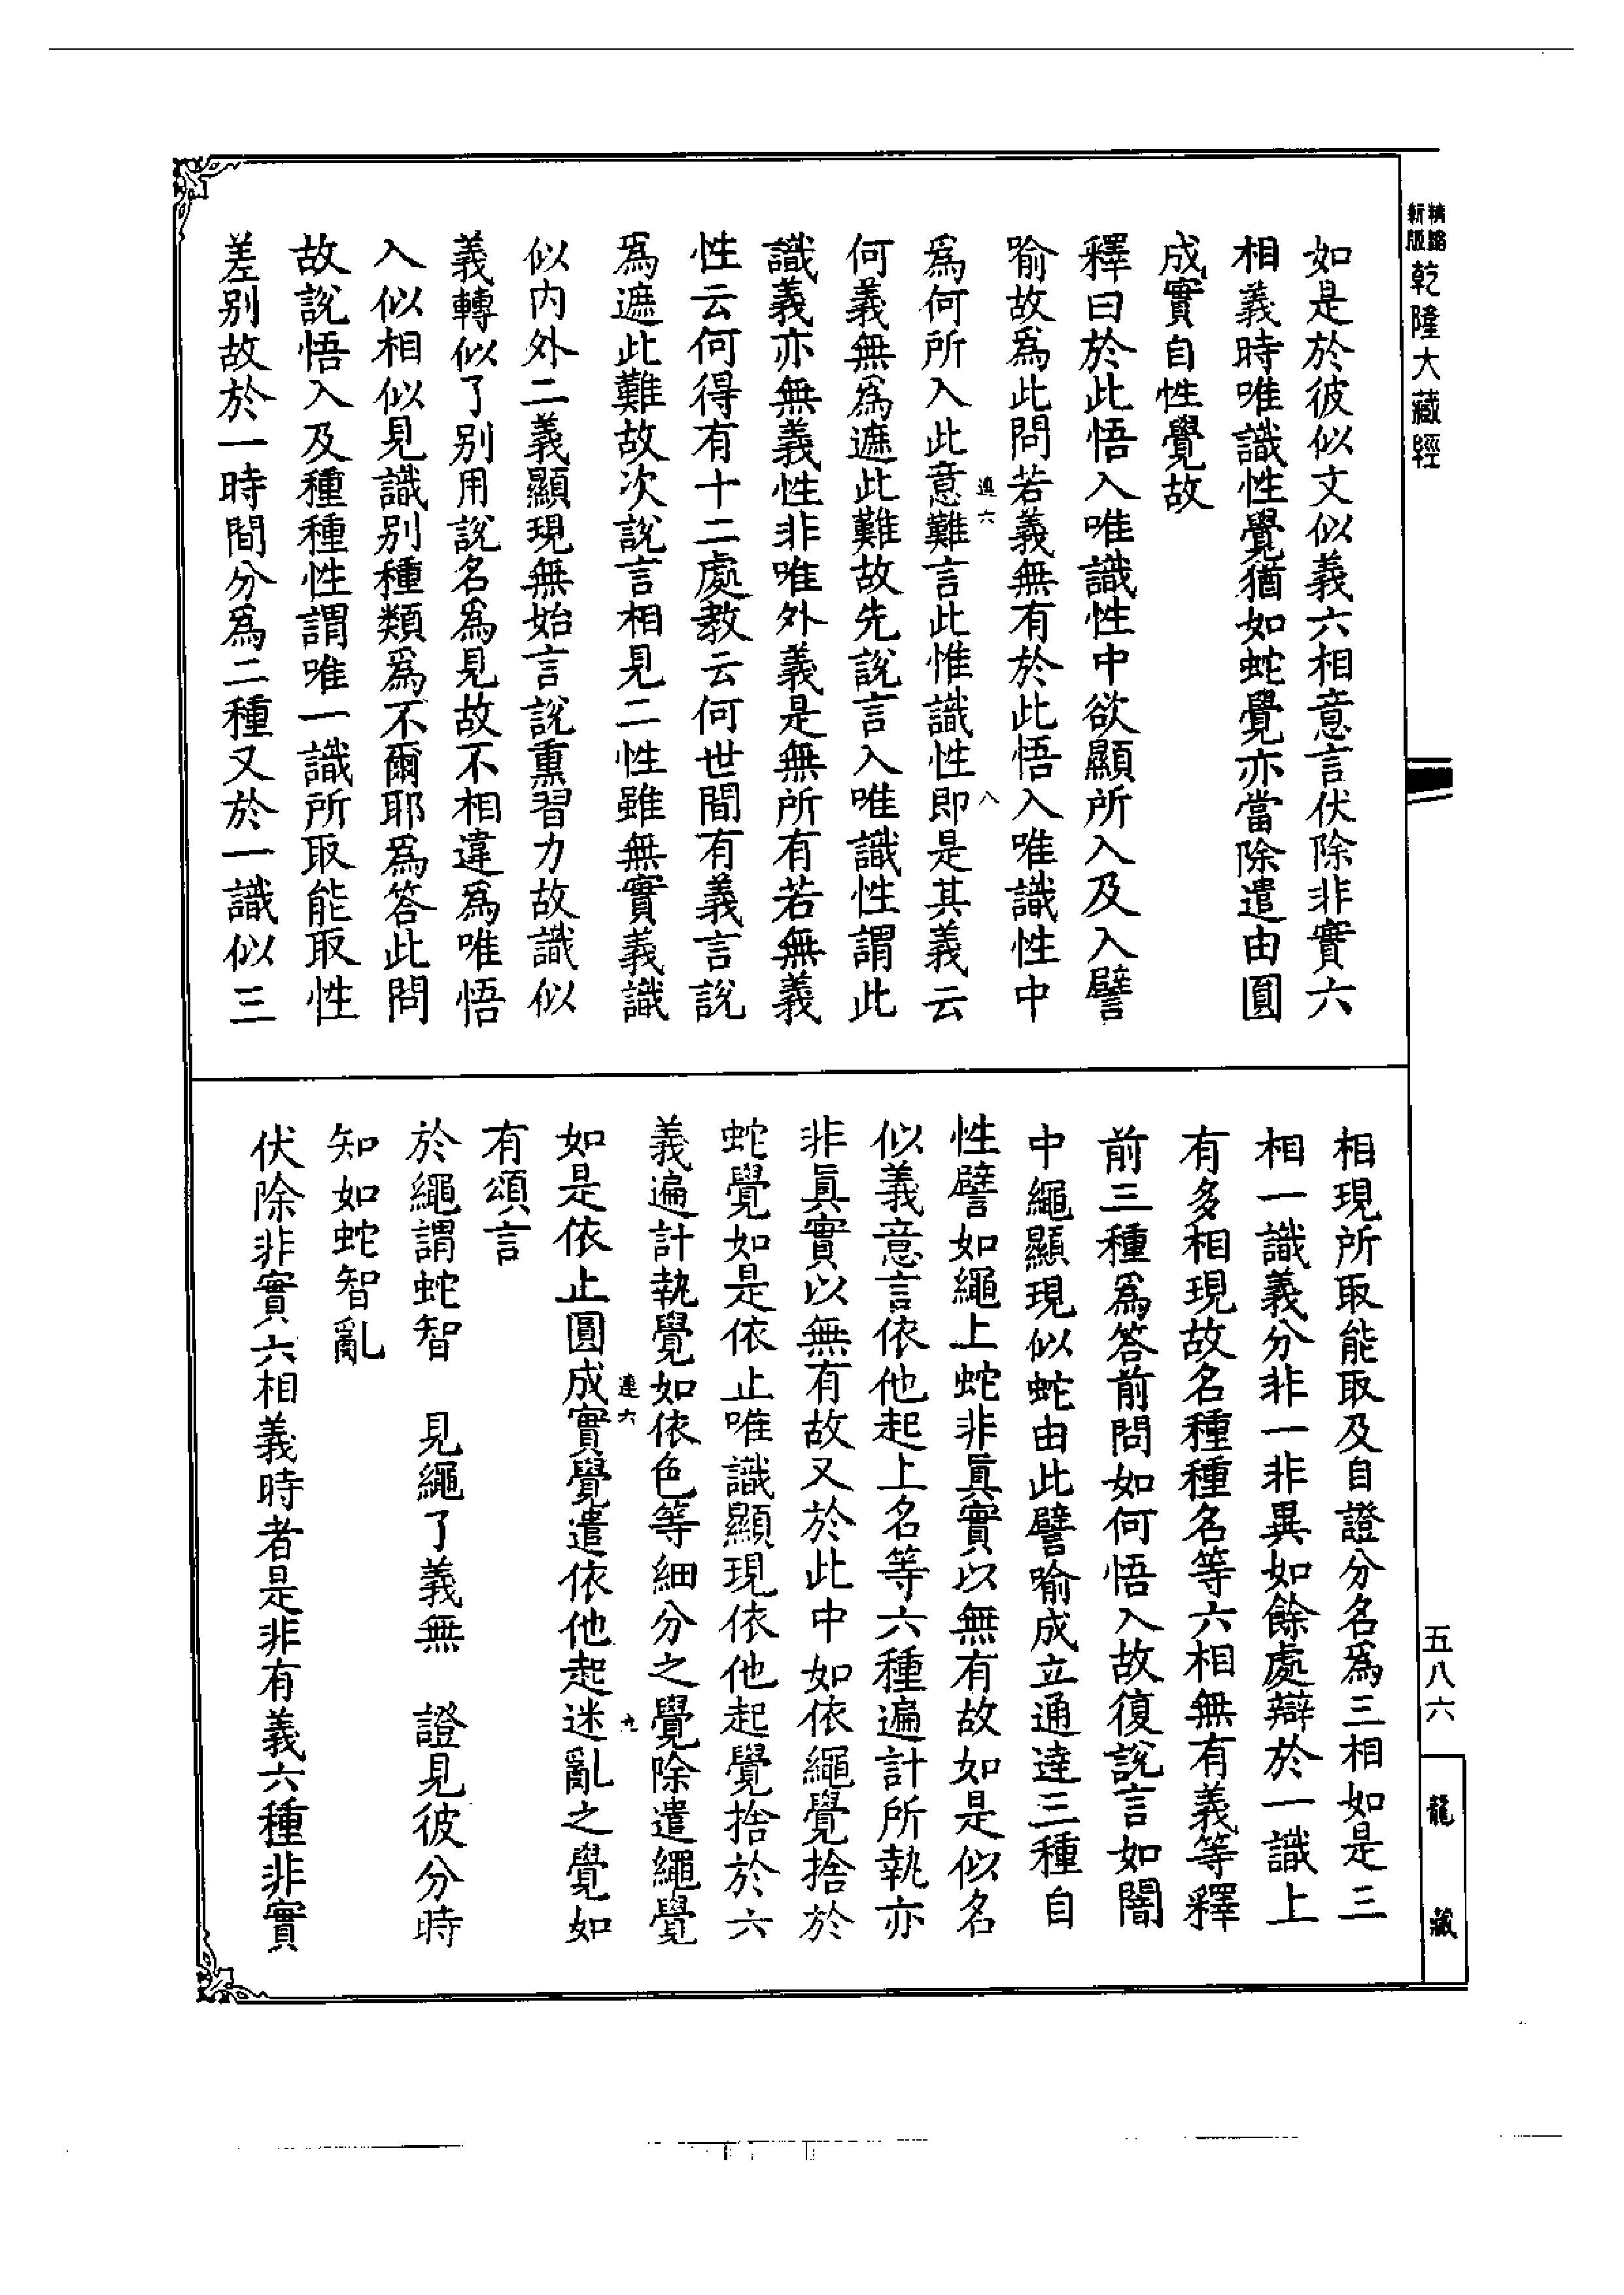 精縮
新版
乾隆大藏經
如是於彼似文似義六相意言伏除非實六
相義時唯識性覺猶如蛇覺亦當除遣由圓
成實自性覺故
釋曰於此悟入唯識性中欲顯所入及入譬
喻故爲此問若義無有於此悟入唯識性中
連六 八
爲何所入此意難言此惟識性即是其義云
何義無爲遮此難故先說言入唯識性謂此
識義亦無義性非唯外義是無所有若無義
性云何得有十二處教云何世間有義言說
爲遮此難故次說言相見二性雖無實義識
似內外二義顯現無始言說熏習力故識似
義轉似了別用說名爲見故不相違爲唯悟
入似相似見識別種類爲不爾耶爲答此問
故說悟入及種種性謂唯一識所取能取性
差別故於一時間分爲二種又於一識似三
相現所取能取及自證分名爲三相如是三
相一識義分非一非異如餘處辯於一識上
有多相現故名種種名等六相無有義等釋
前三種爲答前問如何悟入故復說言如闇
中繩顯現似蛇由此譬喻成立通達三種自
性譬如繩上蛇非眞實以無有故如是似名
似義意言依他起上名等六種遍計所執亦
非眞實以無有故又於此中如依繩覺捨於
蛇覺如是依止唯識顯現依他起覺捨於六
義遍計執覺如依色等細分之覺除遣繩覺
連六 九
如是依止圓成實覺遣依他起迷亂之覺如
有頌言
於繩謂蛇智 見繩了義無 證見彼分時
知如蛇智亂
伏除非實六相義時者是非有義六種非實
五八六
龍藏